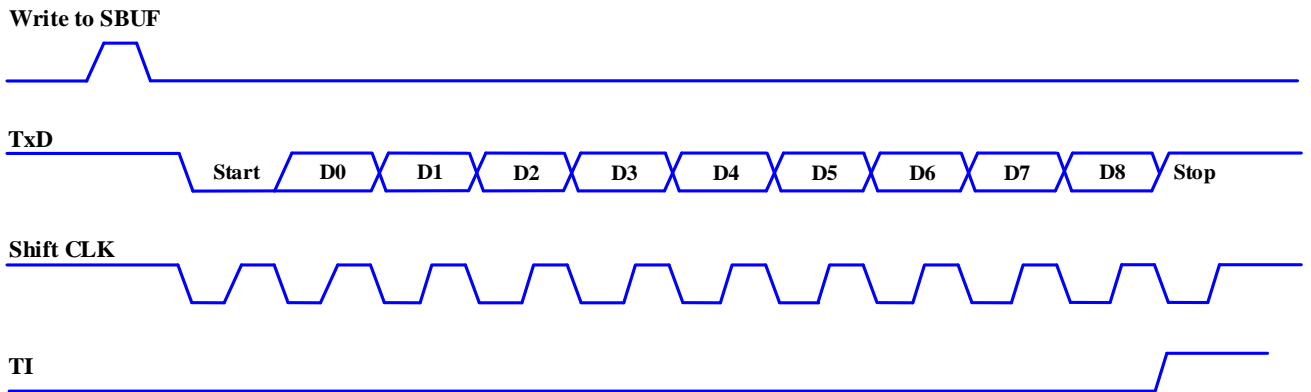 Write to SBUF
TxD
Start D0 D1 D2 D3 D4 D5 D6 D7 D8 Stop
Shift CLK
TI